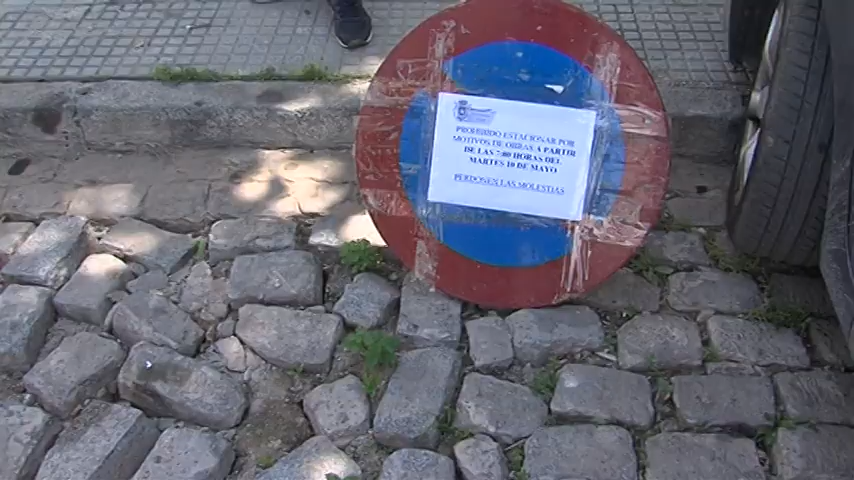 PROHIBIDO ESTACIONAR POR
MOTIVOS DE OBRAS A PARTIR
DE LAS 7:00 HORAS DEL
MARTES 10 DE MAYO
PERDONEN LAS MOLESTIAS